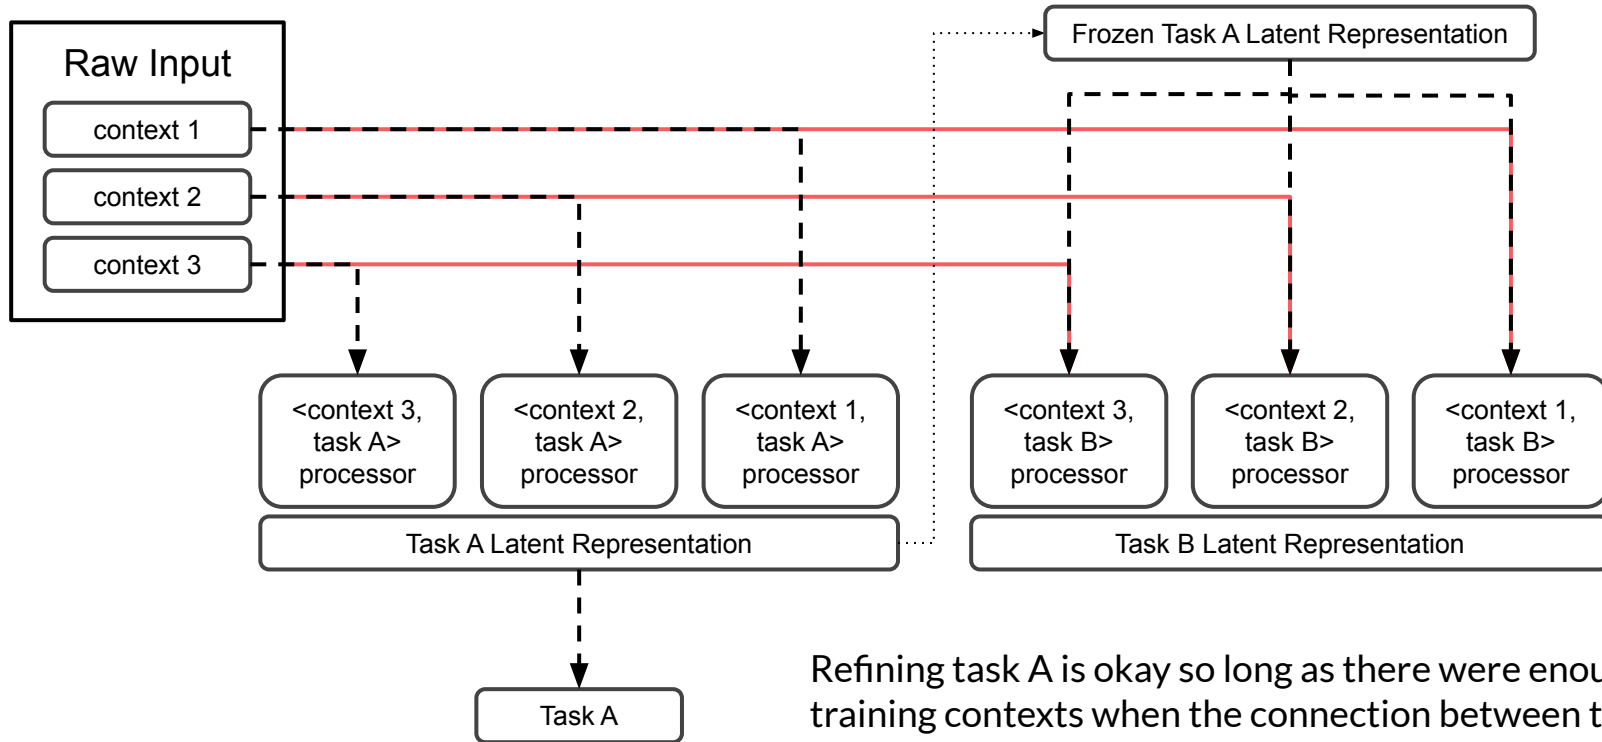 Raw Input
context 1
context 2
context 3
Frozen Task A Latent Representation
<context 3,
task A>
processor
<context 2,
task A>
processor
<context 1,
task A>
processor
<context 3,
task B>
processor
<context 2,
task B>
processor
<context 1,
task B>
processor
Task A Latent Representation
Task B Latent Representation
Task A
Refining task A is okay so long as there were
training contexts when the connection between